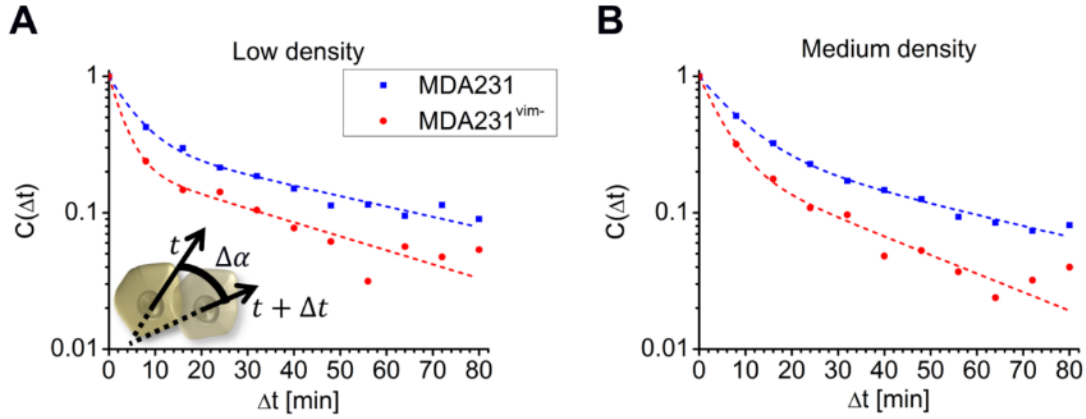 A
Low density
MDA231
MDA231^vim-
C(Δt)
1
0.1
0.01
t
Δα
t + Δt
0 10 20 30 40 50 60 70 80
Δt [min]
B
Medium density
C(Δt)
1
0.1
0.01
0 10 20 30 40 50 60 70 80
Δt [min]